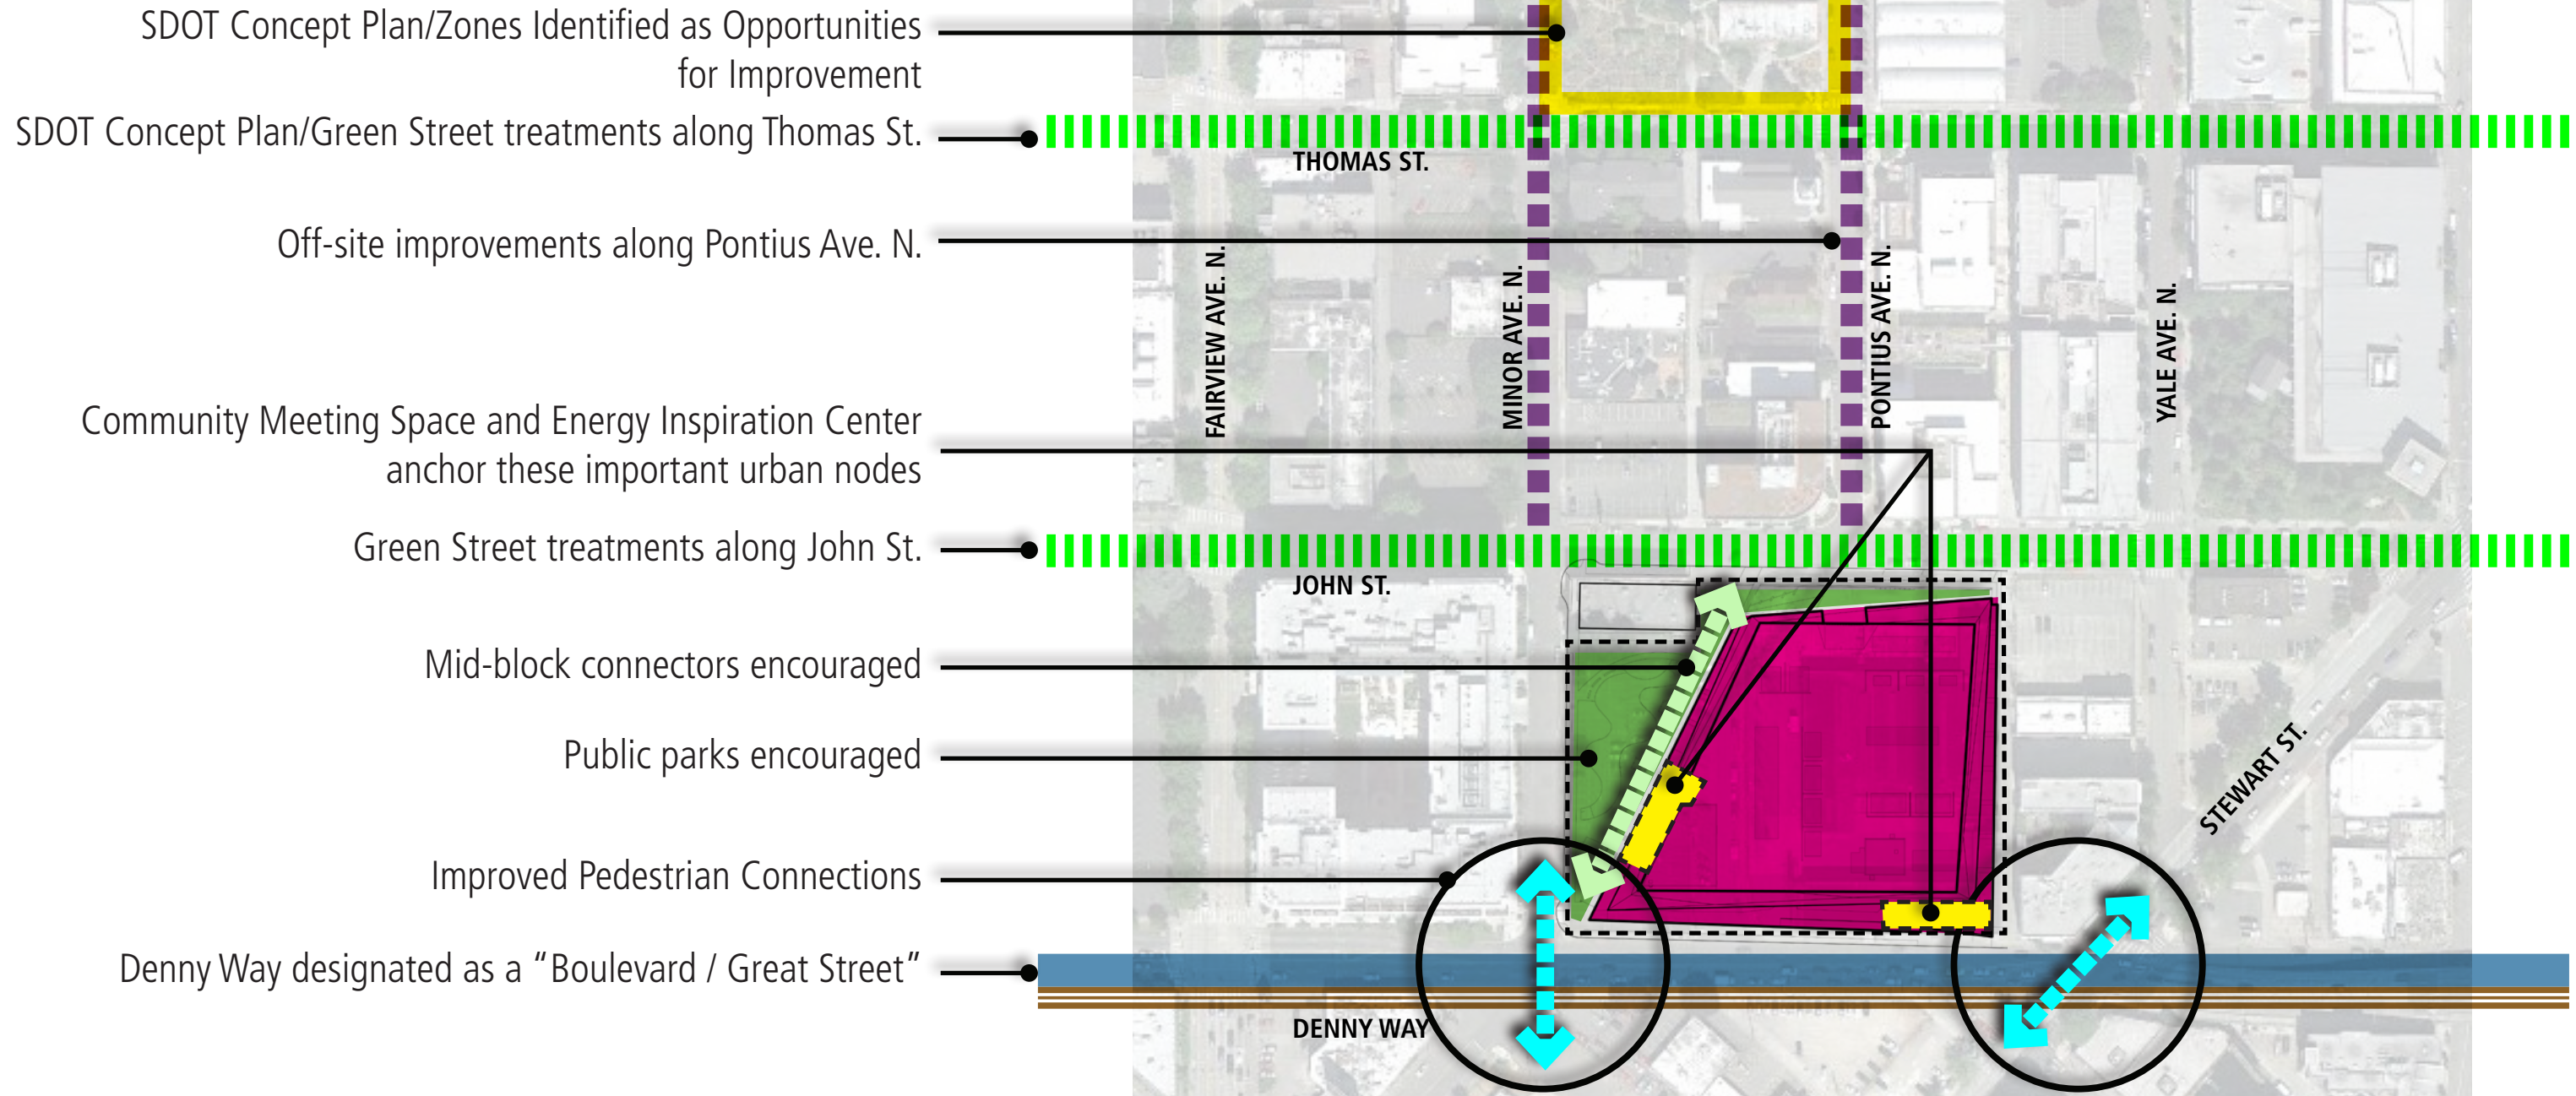 SDOT Concept Plan/Zones Identified as Opportunities
for Improvement
SDOT Concept Plan/Green Street treatments along Thomas St.
THOMAS ST.
Off-site improvements along Pontius Ave. N.
FAIRVIEW AVE. N.
MINOR AVE. N.
PONTIUS AVE. N.
YALE AVE. N.
Community Meeting Space and Energy Inspiration Center
anchor these important urban nodes
Green Street treatments along John St.
JOHN ST.
Mid-block connectors encouraged
Public parks encouraged
STEWART ST.
Improved Pedestrian Connections
Denny Way designated as a “Boulevard / Great Street”
DENNY WAY